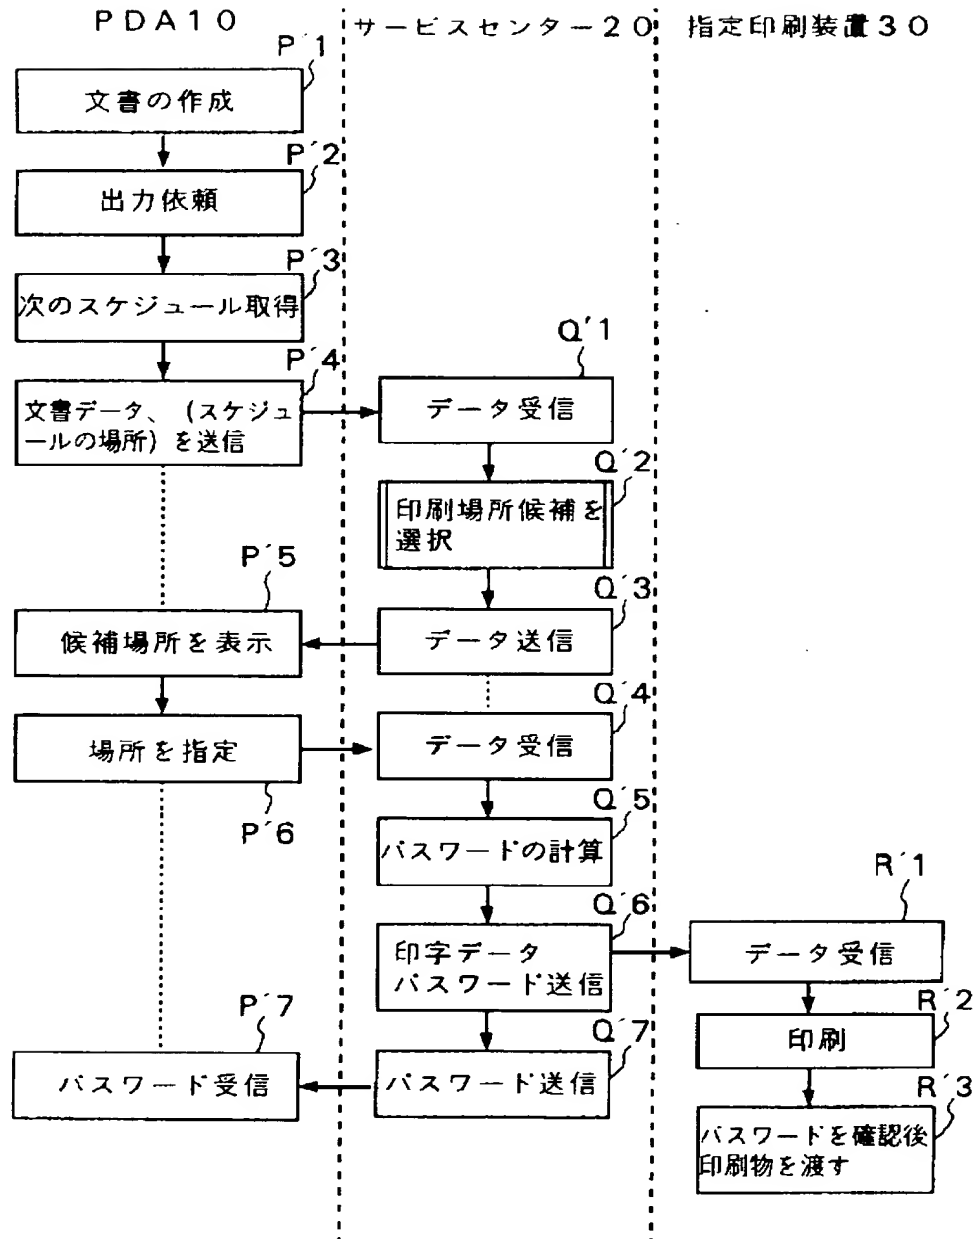 PDA10
サービスセンター20
指定印刷装置30
P´1
文書の作成
P´2
出力依頼
P´3
次のスケジュール取得
P´4
文書データ、(スケジュ
ールの場所)を送信
Q´1
データ受信
Q´2
印刷場所候補を
選択
Q´3
データ送信
P´5
候補場所を表示
Q´4
データ受信
場所を指定
P´6
Q´5
パスワードの計算
Q´6
印字データ
パスワード送信
R´1
データ受信
R´2
印刷
Q´7
パスワード送信
P´7
パスワード受信
R´3
パスワードを確認後
印刷物を渡す